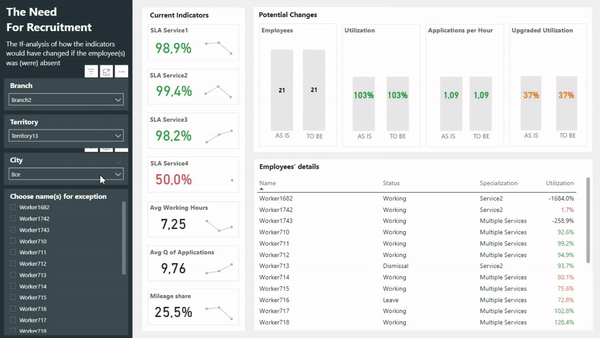 The Need
For Recruitment
The If-analysis of how the indicators
would have changed if the employee(s)
was (were) absent
Branch
Branch2
Territory
Territory13
City
Все
Choose name(s) for exception
Worker1682
Worker1742
Worker1743
Worker710
Worker711
Worker712
Worker713
Worker714
Worker715
Worker716
Worker717
Worker718
Current Indicators
SLA Service1
98,9%
SLA Service2
99,4%
SLA Service3
98,2%
SLA Service4
50,0%
Avg Working Hours
7,25
Avg Q of Applications
9,76
Mileage share
25,5%
Potential Changes
Employees
21 21
AS IS TO BE
Utilization
103% 103%
AS IS TO BE
Applications per Hour
1,09 1,09
AS IS TO BE
Upgraded Utilization
37% 37%
AS IS TO BE
Employees' details
Name Status Specialization Utilization
Worker1682 Working Service2 -1684.0%
Worker1742 Working Service2 1.7%
Worker1743 Working Multiple Services -258.9%
Worker710 Working Multiple Services 92.6%
Worker711 Working Multiple Services 99.2%
Worker712 Working Multiple Services 94.9%
Worker713 Dismissal Service2 93.7%
Worker714 Working Multiple Services 80.1%
Worker715 Working Multiple Services 75.6%
Worker716 Leave Multiple Services 72.8%
Worker717 Working Multiple Services 102.8%
Worker718 Working Multiple Services 128.4%